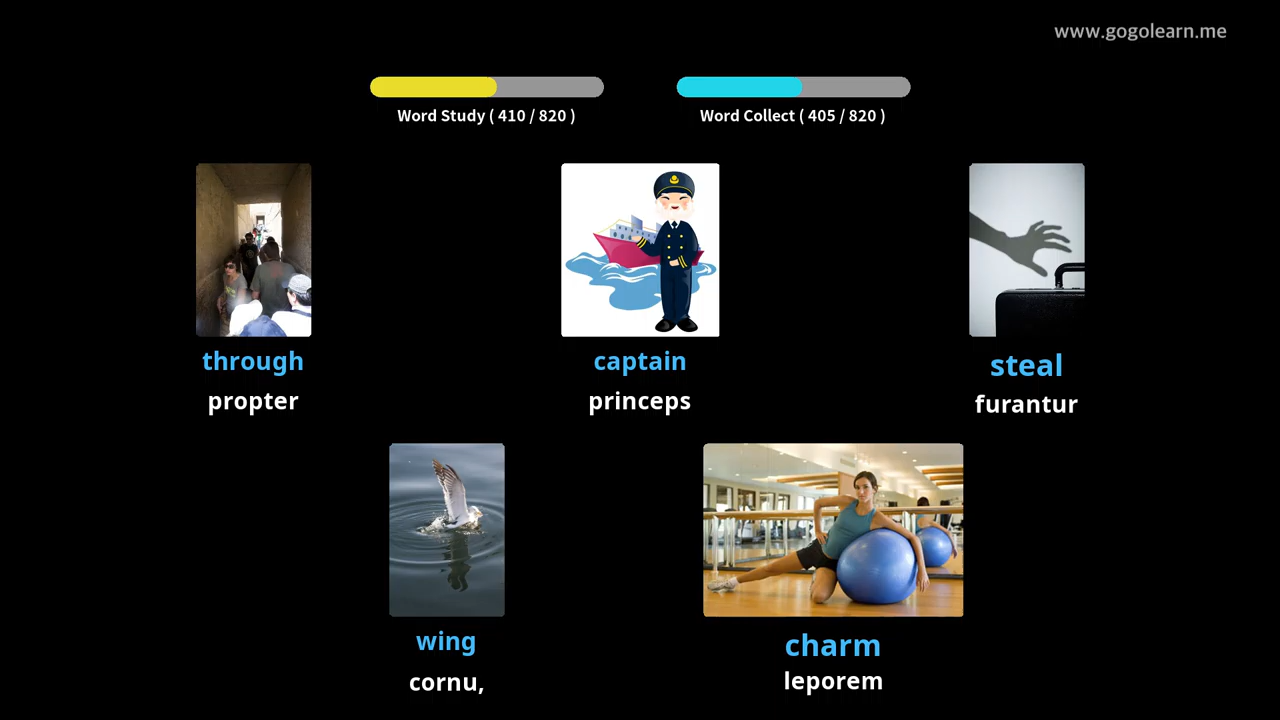 www.gogolearn.me
Word Study ( 410 / 820 )
Word Collect ( 405 / 820 )
through
propter
captain
princeps
steal
furantur
wing
cornu,
charm
leporem